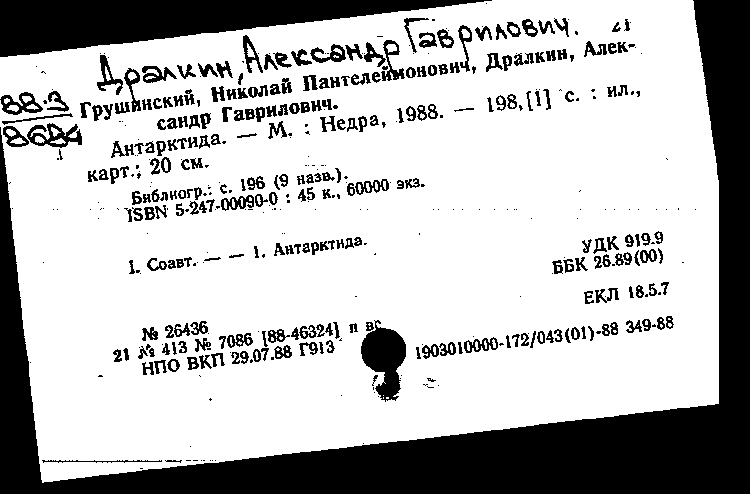 Дралкин, Александр Гаврилович. 21
88.3
8684
Грушинский, Николай Пантелеймонович, Дралкин, Алек-
сандр Гаврилович.
Антарктида. — М. : Недра, 1988. — 198,[1] с. : ил.,
карт.; 20 см.
Библиогр.: с. 196 (9 назв.).
ISBN 5-247-00090-0 : 45 к., 60000 экз.
1. Соавт. — — 1. Антарктида.
УДК 919.9
ББК 26.89(00)
ЕКЛ 18.5.7
№ 26436
21 № 413 № 7086 [88-46324] п
НПО ВКП 29.07.88 Г913
1903010000-172/043(01)-88 349-88